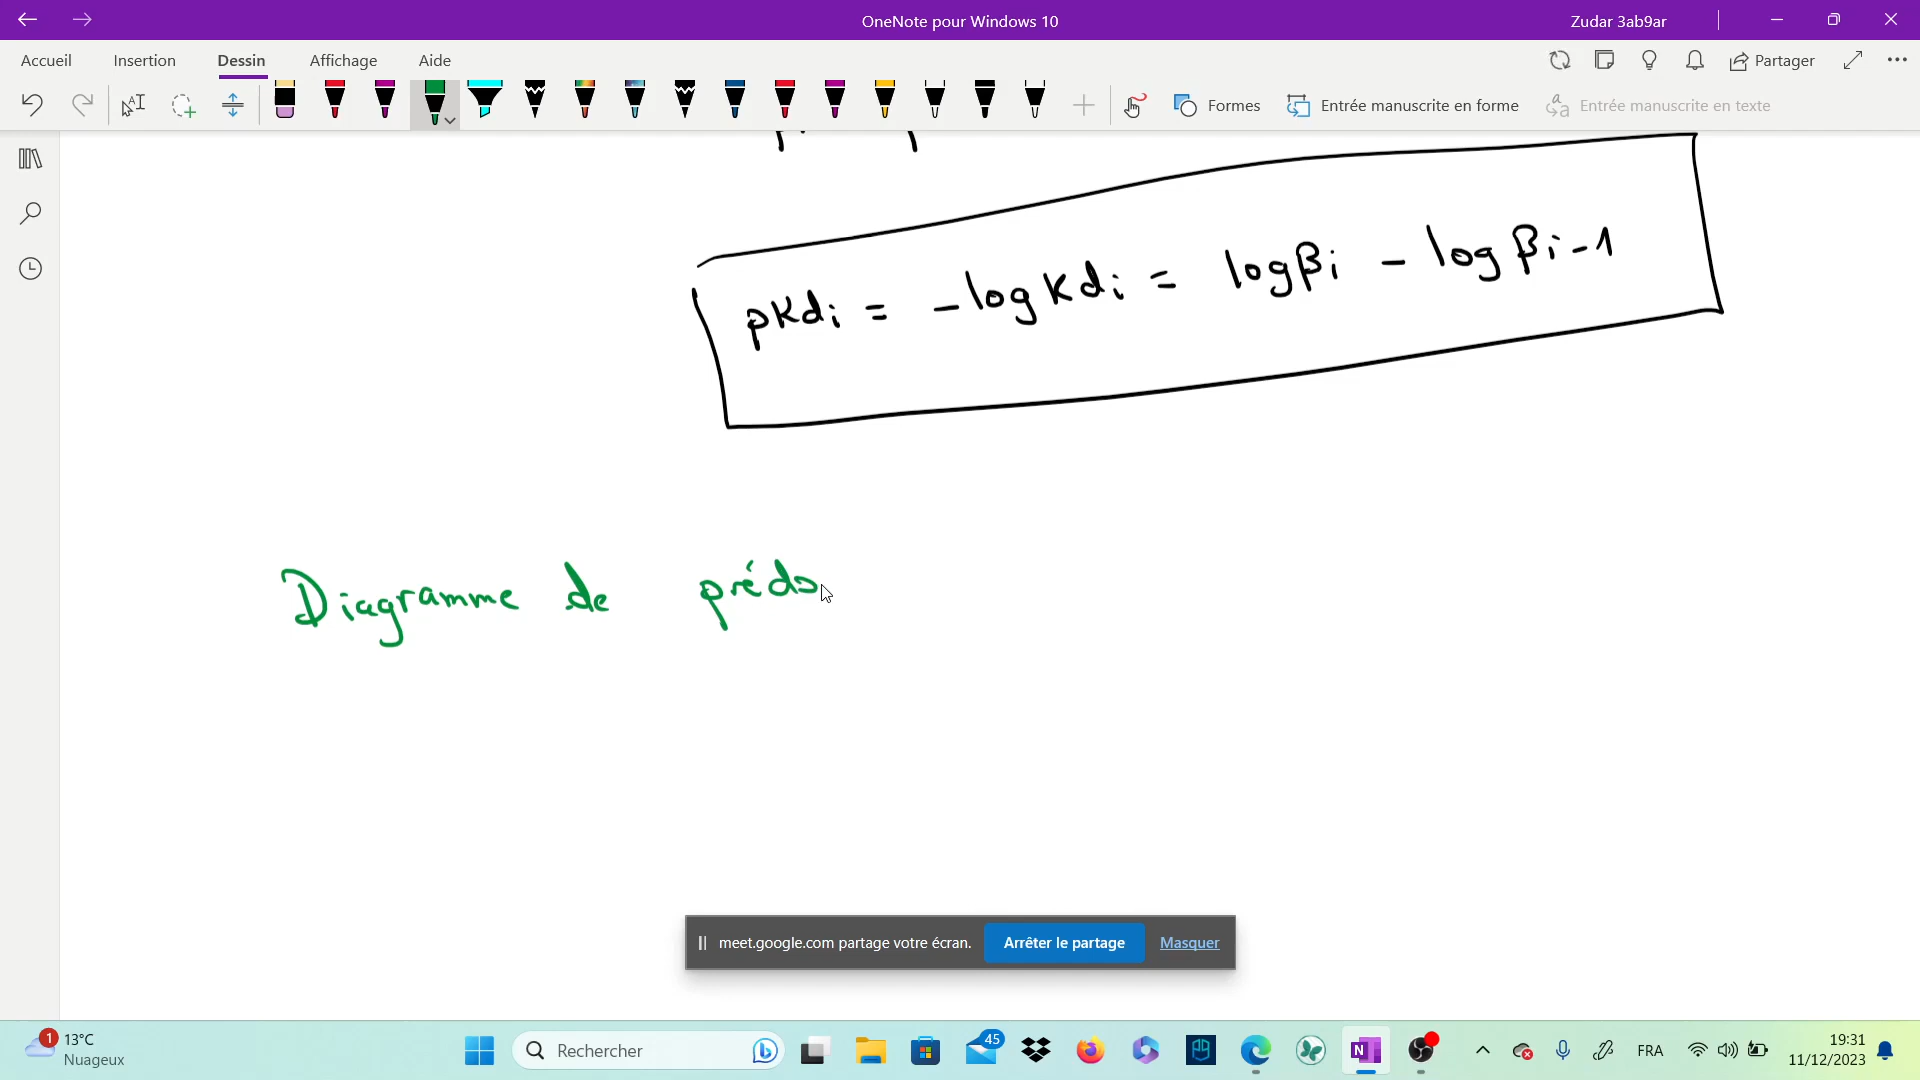 OneNote pour Windows 10
Zudar 3ab9ar
Accueil Insertion Dessin Affichage Aide
Partager
Formes Entrée manuscrite en forme Entrée manuscrite en texte
pKdi = -log Kdi = logβi - logβi-1
Diagramme de prédo
meet.google.com partage votre écran. Arrêter le partage Masquer
1 13°C
Nuageux
Rechercher
45
FRA
19:31
11/12/2023